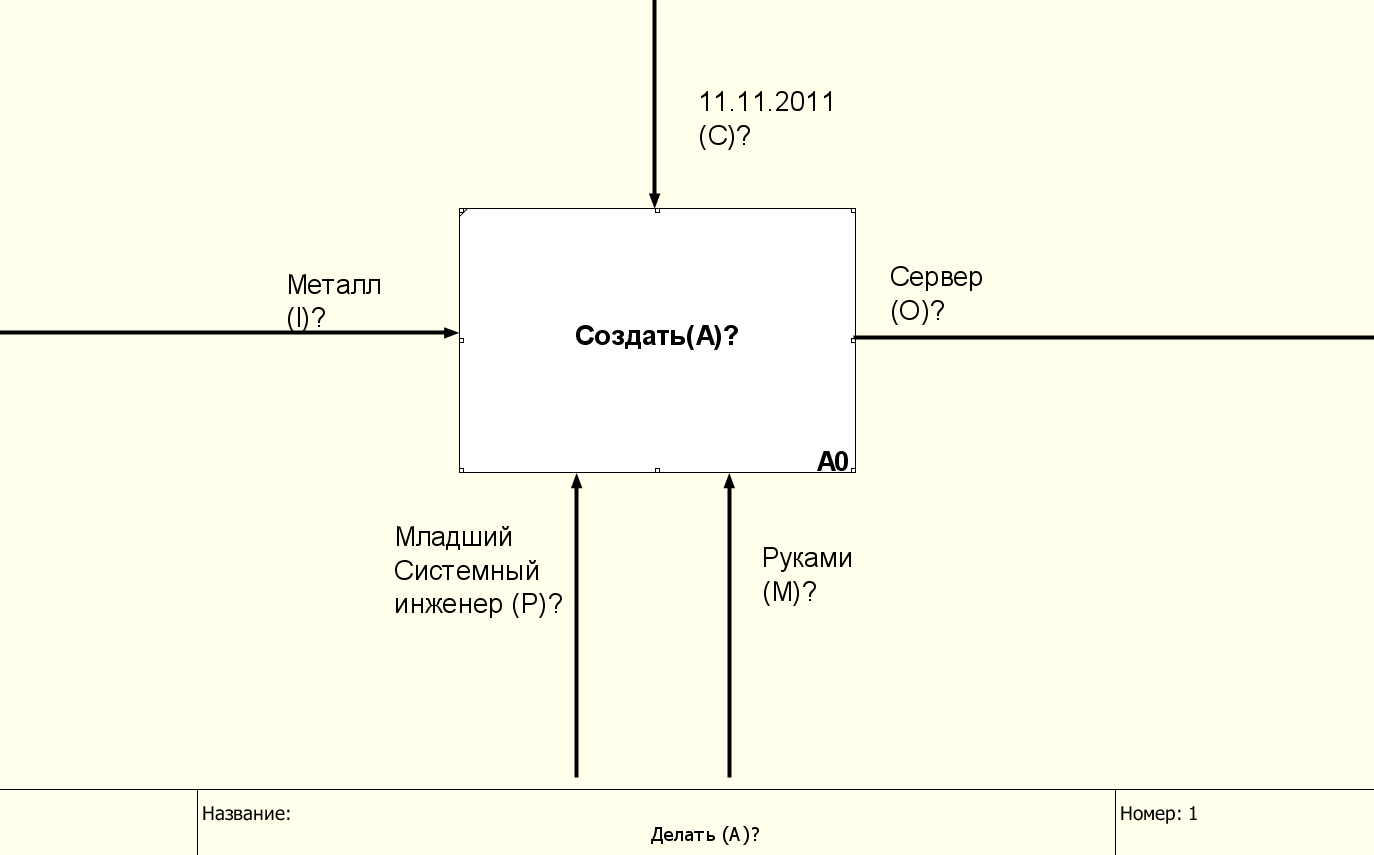 11.11.2011
(C)?
Металл
(I)?
Сервер
(O)?
Создать(А)?
A0
Младший
Системный
инженер (P)?
Руками
(M)?
Название:
Делать (A)?
Номер: 1